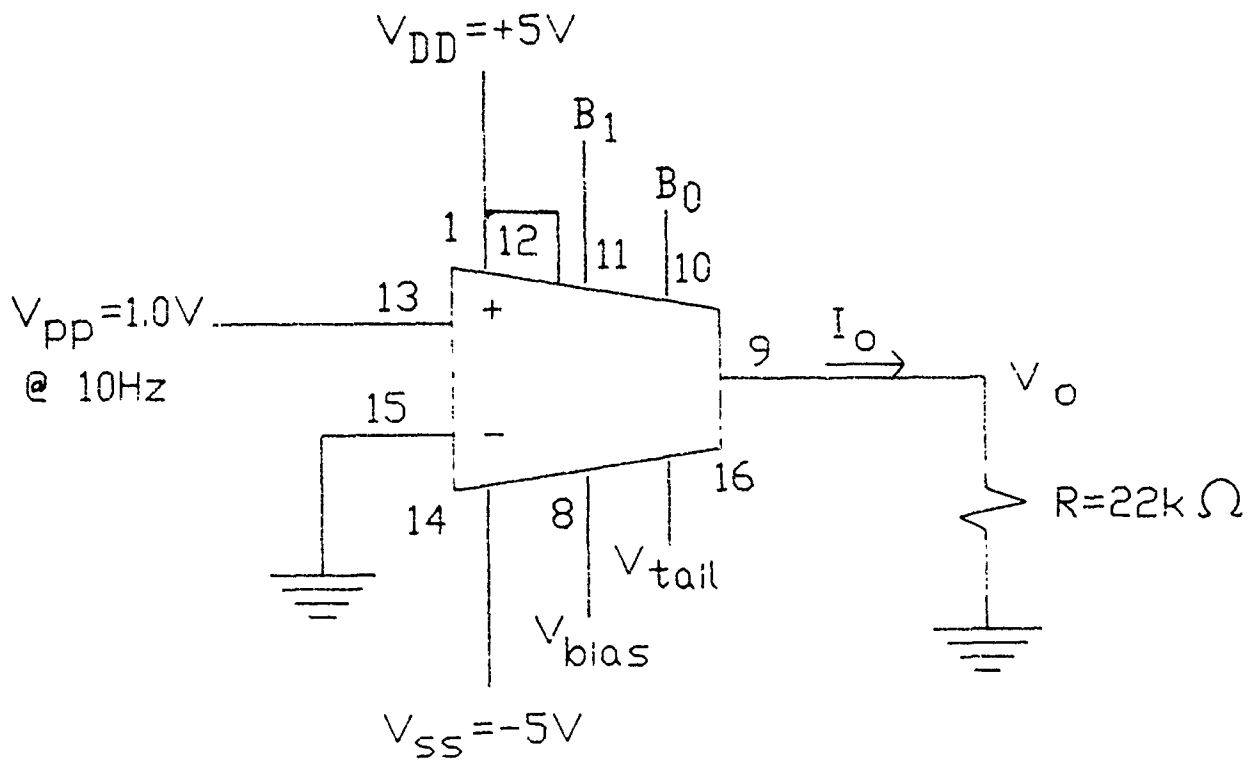 V_DD=+5V
B_1
B_0
1
12
11
10
V_pp=1.0V
13
+
@ 10Hz
9
I_o
V_o
15
−
14
8
16
R=22kΩ
V_tail
V_bias
V_ss=-5V